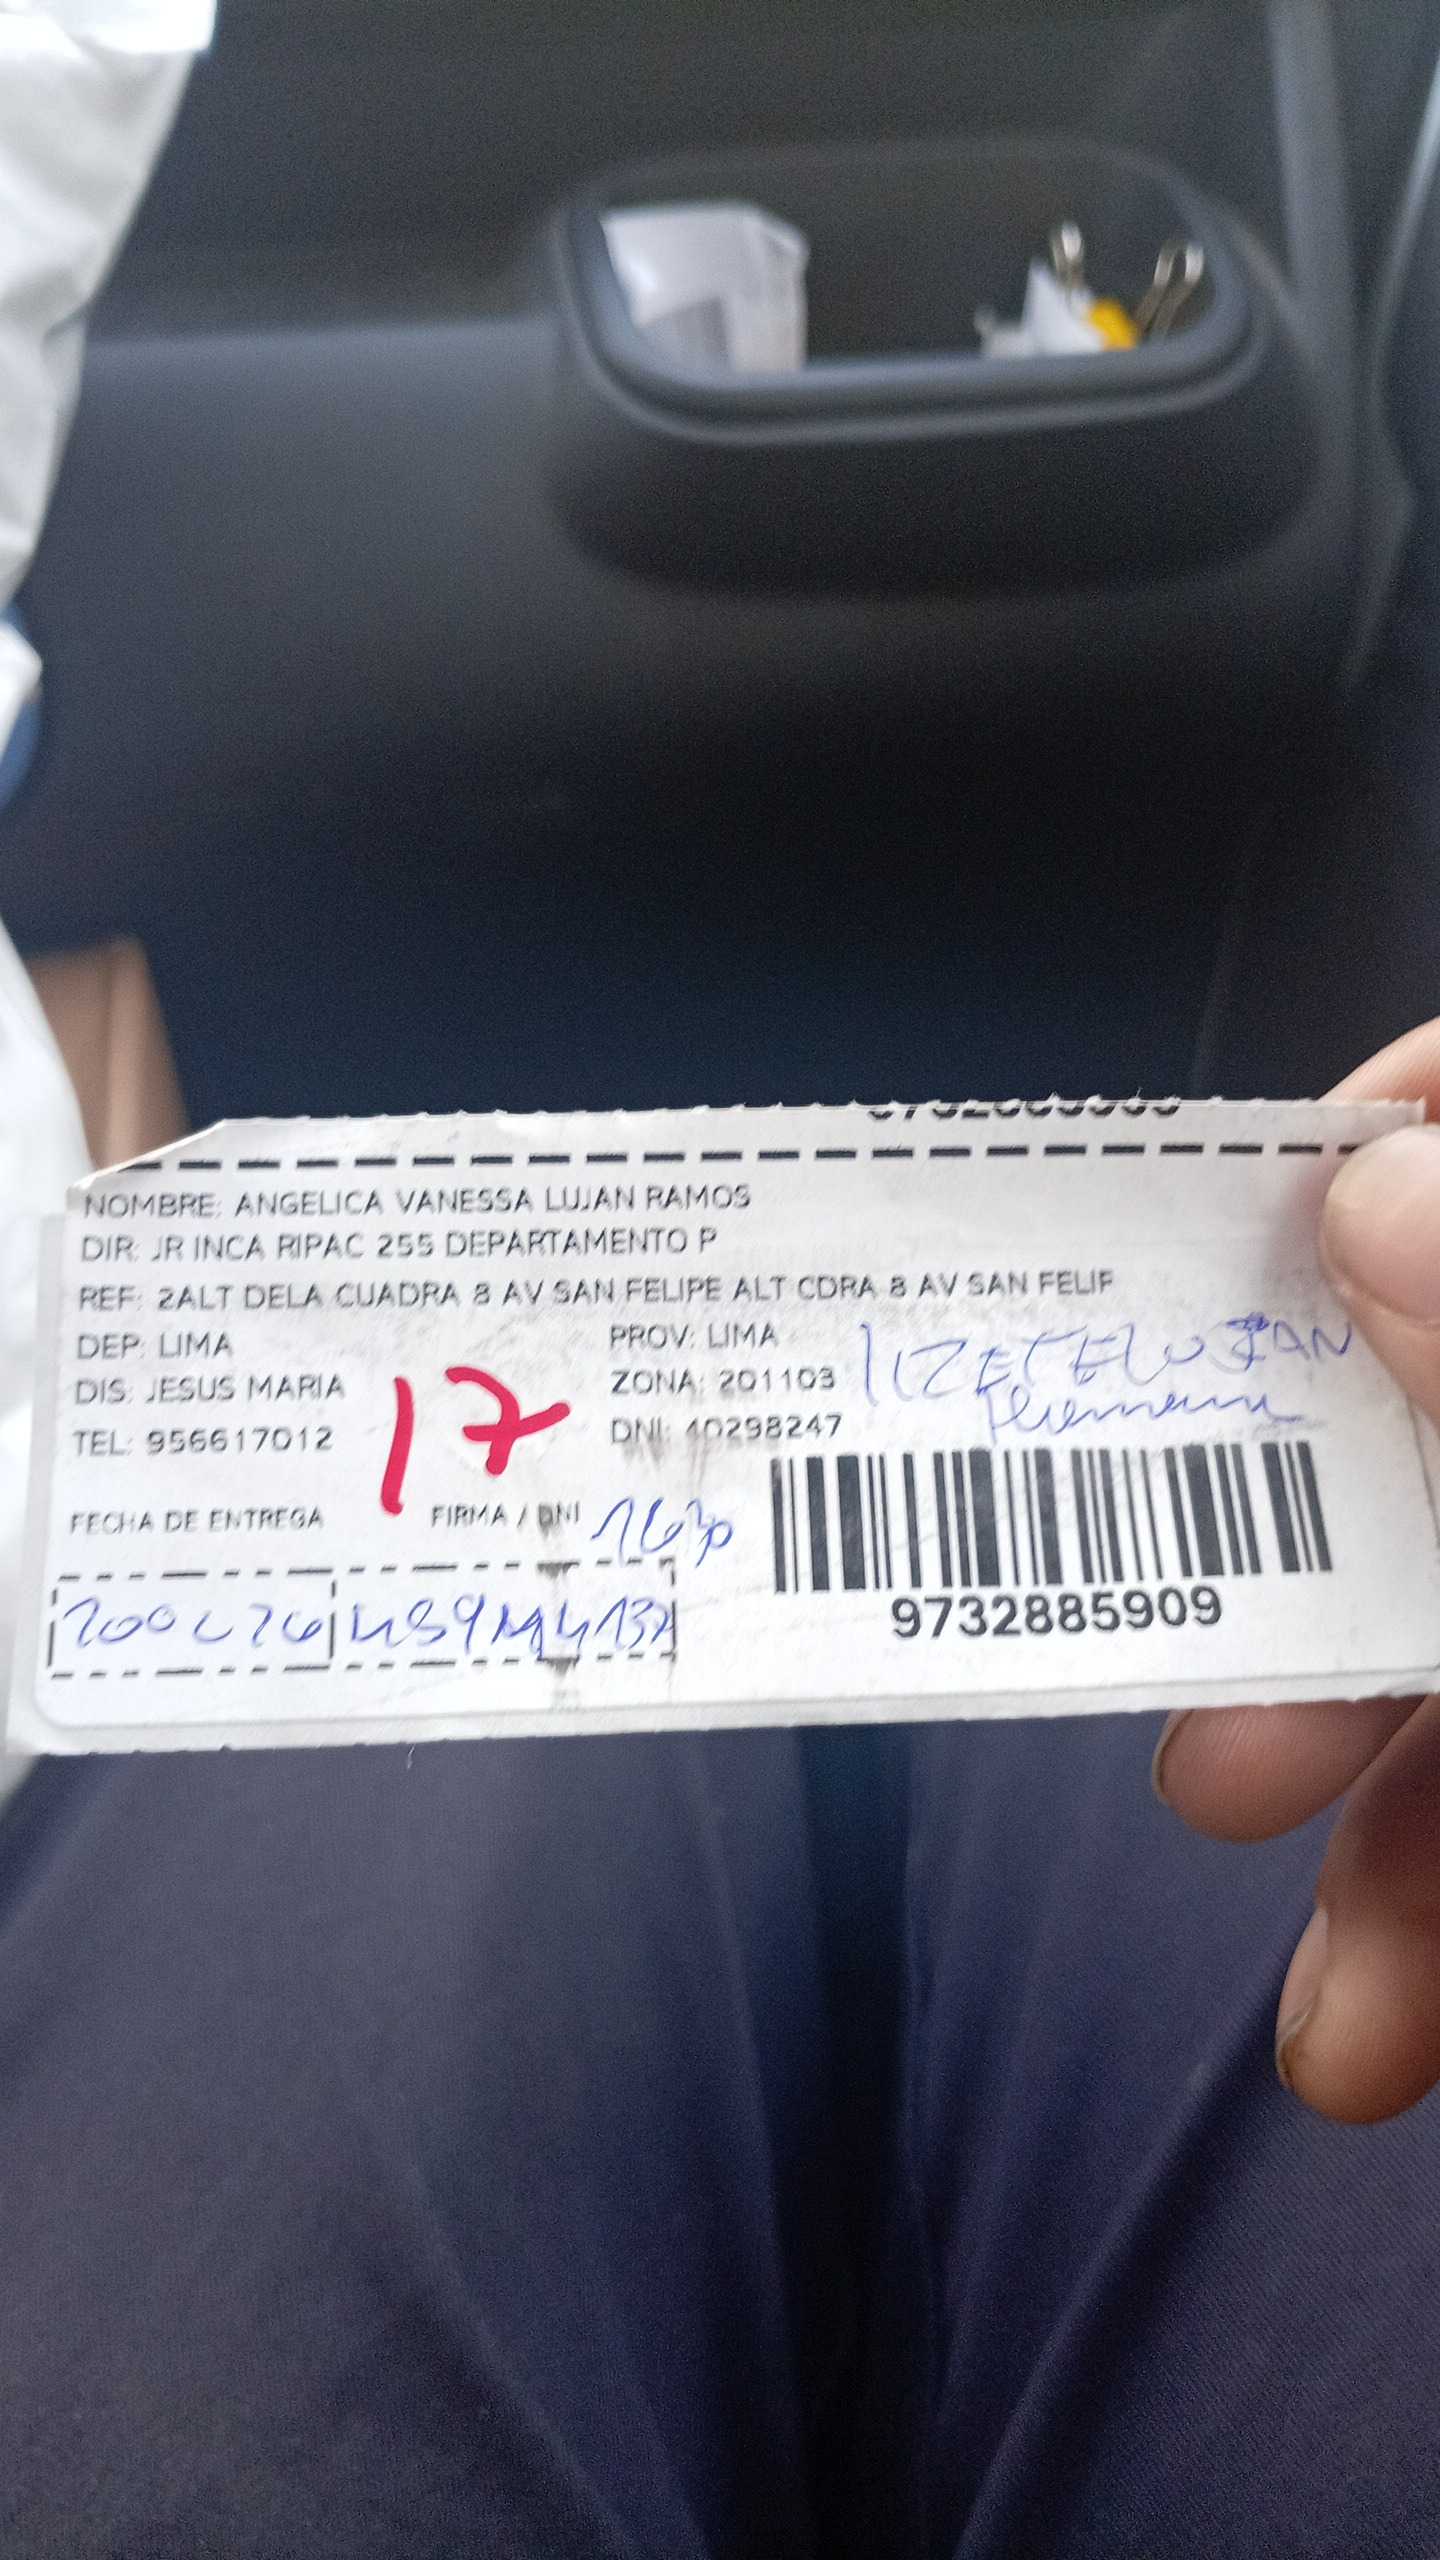 NOMBRE: ANGELICA VANESSA LUJAN RAMOS
DIR: JR INCA RIPAC 255 DEPARTAMENTO P
REF: 2ALT DELA CUADRA 8 AV SAN FELIPE ALT CDRA 8 AV SAN FELIP
DEP: LIMA PROV: LIMA
DIS: JESUS MARIA ZONA: 201103
TEL: 956617012 DNI: 40298247
17
FECHA DE ENTREGA FIRMA / DNI
9732885909